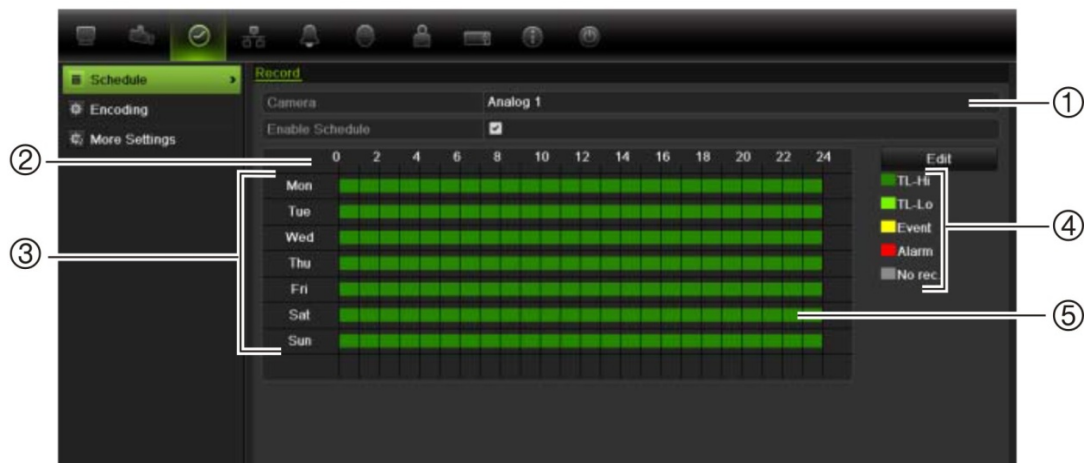 Schedule
Encoding
More Settings
Record
Camera Analog 1
Enable Schedule
0 2 4 6 8 10 12 14 16 18 20 22 24
Mon
Tue
Wed
Thu
Fri
Sat
Sun
Edit
TL-Hi
TL-Lo
Event
Alarm
No rec.
①
②
③
④
⑤